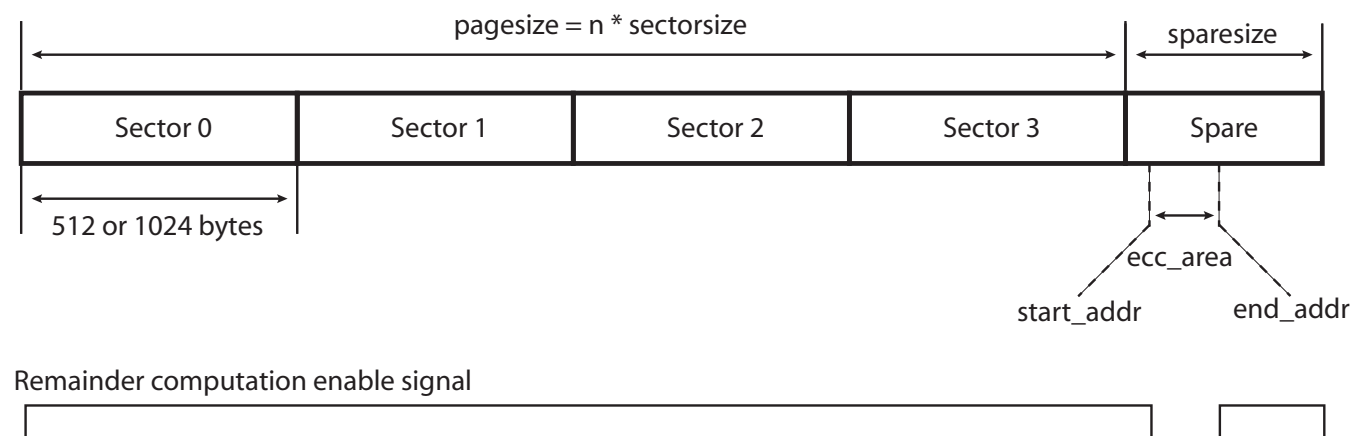 pagesize = n * sectorsize
sparesize
Sector 0 Sector 1 Sector 2 Sector 3 Spare
512 or 1024 bytes
ecc_area
start_addr end_addr
Remainder computation enable signal